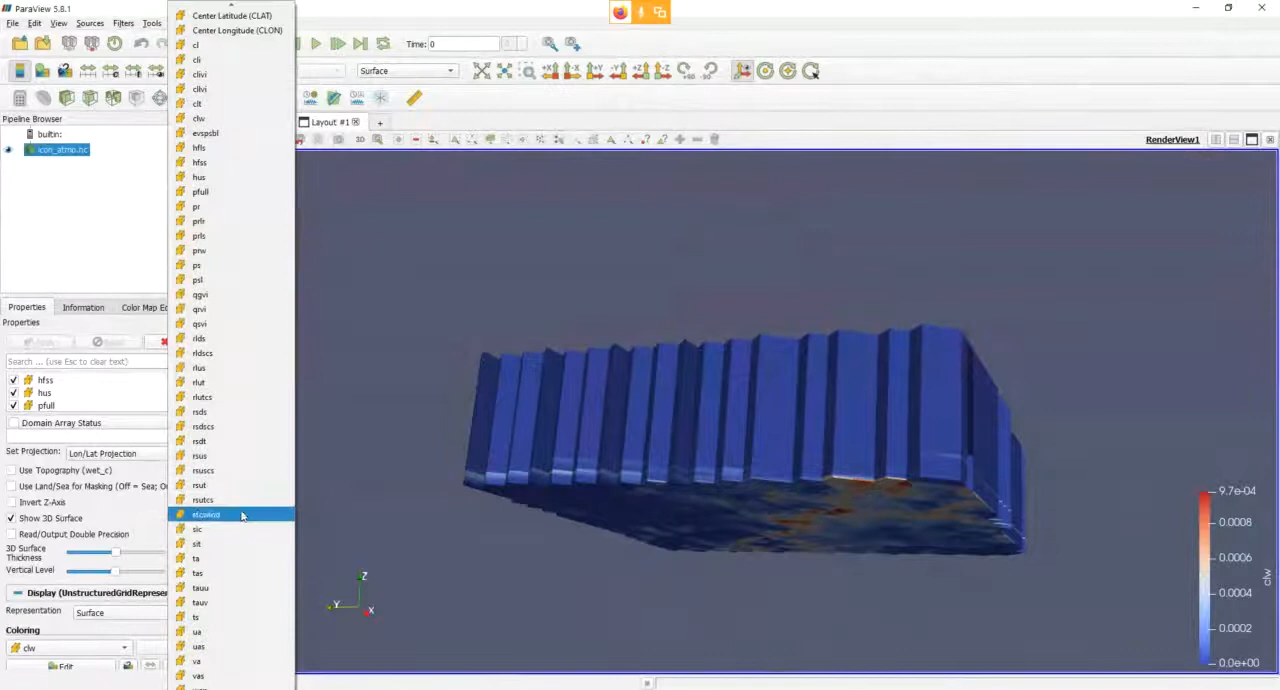 ParaView 5.8.1
File Edit View Sources Filters Tools
Time: 0
Surface
Pipeline Browser
Layout #1
+
builtin:
icon_atmp.nc
3D
RenderView1
Center Latitude (CLAT)
Center Longitude (CLON)
cl
cli
clivi
cllvi
clt
clw
evspsbl
hfls
hfss
hus
pfull
pr
prlr
prls
prw
ps
psl
qgvi
qrvi
qsvi
rlds
rldscs
rlus
rlut
rlutcs
rsds
rsdscs
rsdt
rsus
rsuscs
rsut
rsutcs
sfcwind
sic
sit
ta
tas
tauu
tauv
ts
ua
uas
va
vas
Properties Information Color Map Ed
Properties
Search ... (use Esc to clear text)
hfss
hus
pfull
Domain Array Status
Set Projection: Lon/Lat Projection
Use Topography (wet_c)
Use Land/Sea for Masking (Off = Sea; O
Invert Z-Axis
Show 3D Surface
Read/Output Double Precision
3D Surface
Thickness
Vertical Level
Display (UnstructuredGridRepreser
Representation Surface
Coloring
clw
Edit
Z
Y
X
9.7e-04
0.0008
0.0006
0.0004
0.0002
0.0e+00
clw